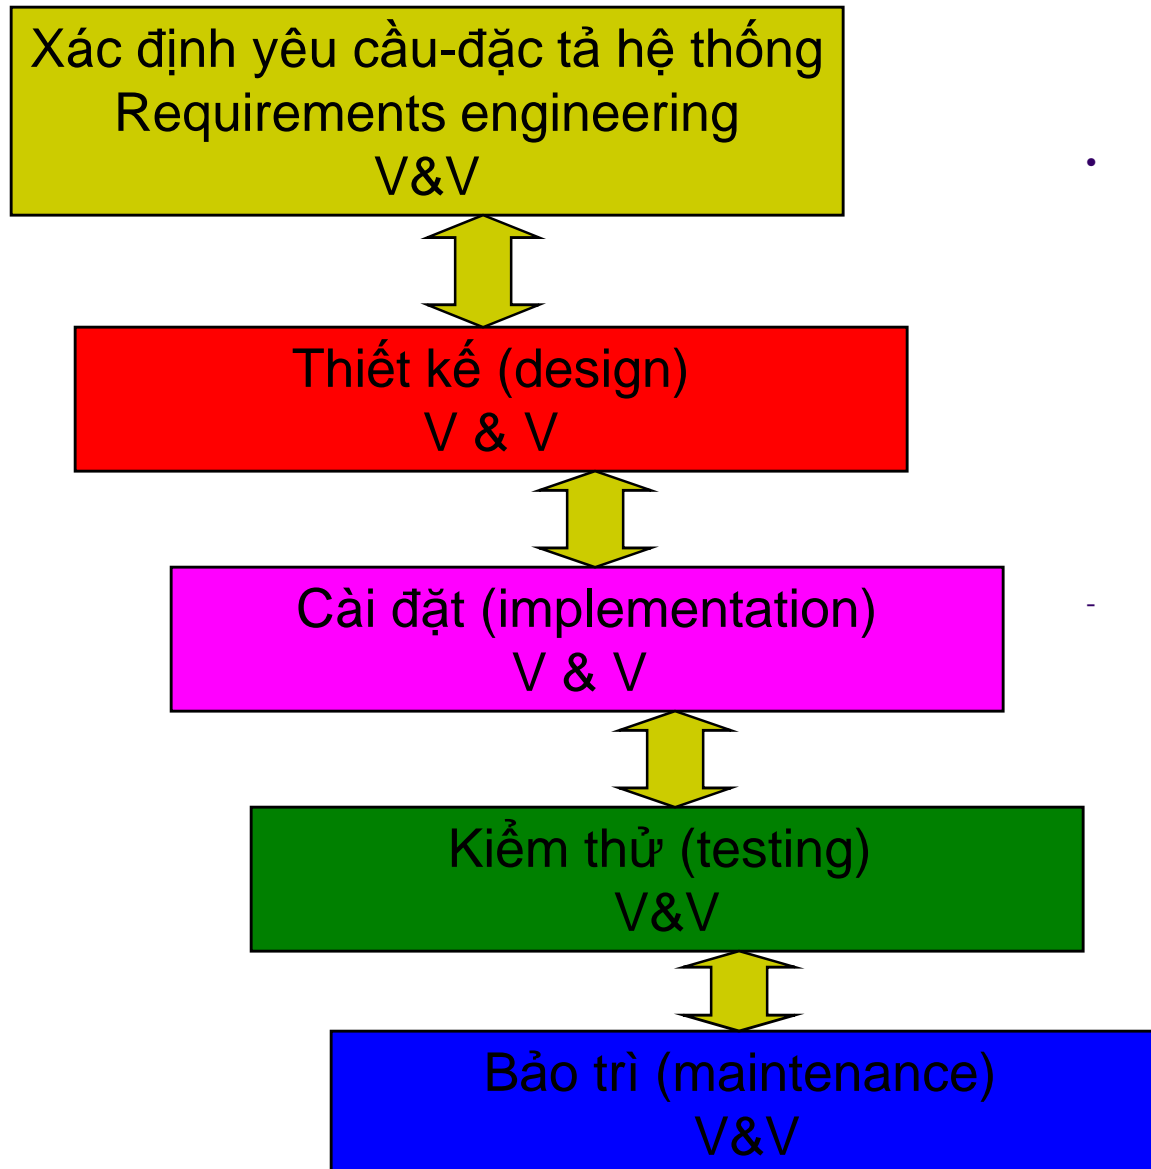 Xác định yêu cầu-đặc tả hệ thống
Requirements engineering
V&V
Thiết kế (design)
V & V
Cài đặt (implementation)
V & V
Kiểm thử (testing)
V&V
Bảo trì (maintenance)
V&V